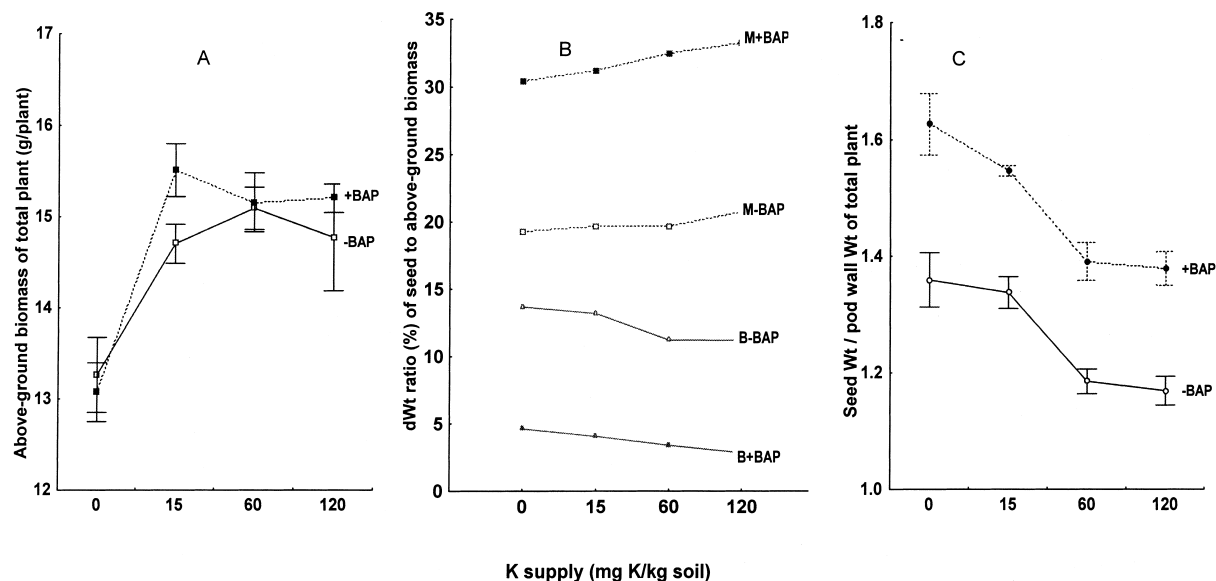 Above-ground biomass of total plant (g/plant)
17
16
15
14
13
12
A
+BAP
-BAP
0 15 60 120
dWt ratio (%) of seed to above-ground biomass
35
30
25
20
15
10
5
0
B
M+BAP
M-BAP
B-BAP
B+BAP
0 15 60 120
Seed Wt / pod wall Wt of total plant
1.8
1.6
1.4
1.2
1.0
C
+BAP
-BAP
0 15 60 120
K supply (mg K/kg soil)